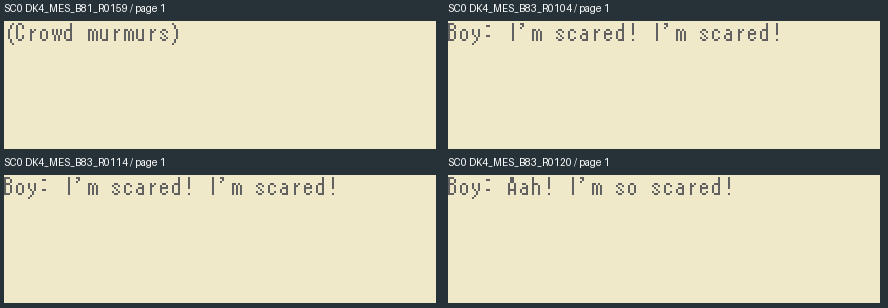 SC0 DK4_MES_B81_R0159 / page 1
(Crowd murmurs)
SC0 DK4_MES_B83_R0104 / page 1
Boy: I'm scared! I'm scared!
SC0 DK4_MES_B83_R0114 / page 1
Boy: I'm scared! I'm scared!
SC0 DK4_MES_B83_R0120 / page 1
Boy: Aah! I'm so scared!